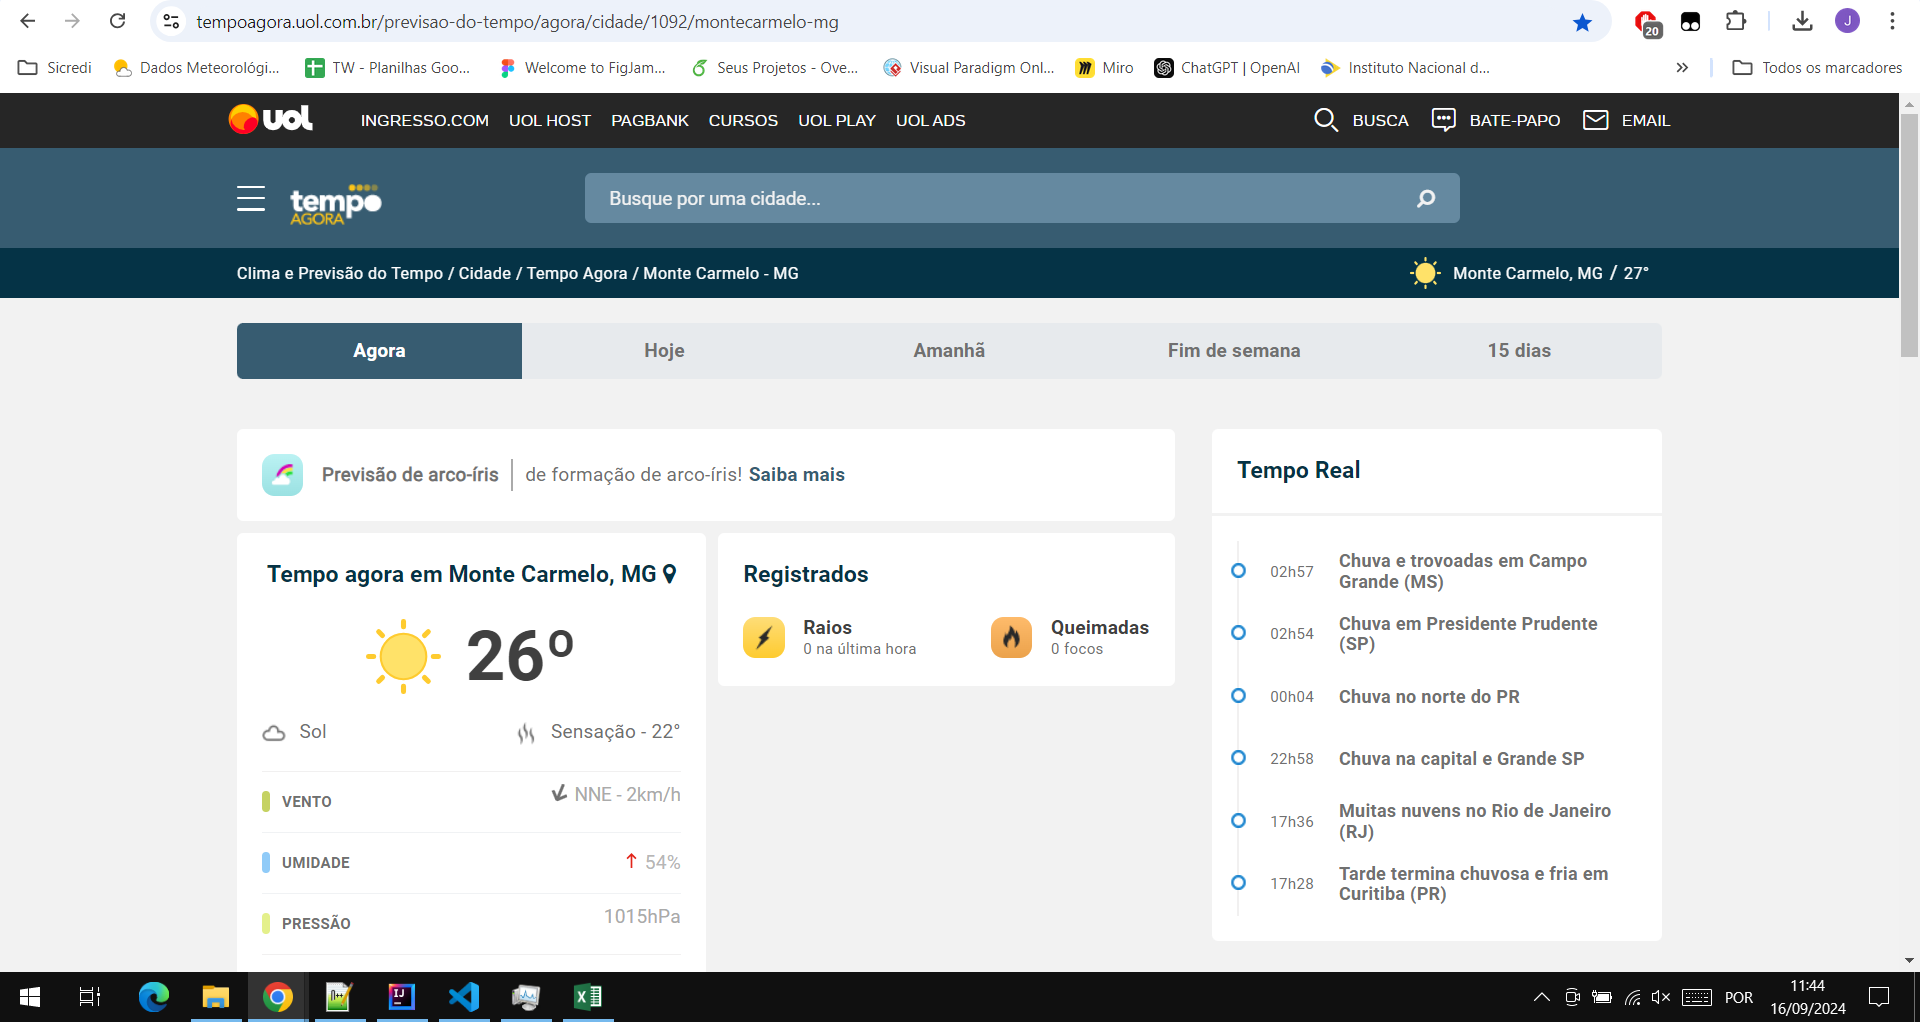 tempoagora.uol.com.br/previsao-do-tempo/agora/cidade/1092/montecarmelo-mg
20
J
Sicredi
Dados Meteorológi...
TW - Planilhas Goo...
Welcome to FigJam...
Seus Projetos - Ove...
Visual Paradigm Onl...
Miro
ChatGPT | OpenAI
Instituto Nacional d...
Todos os marcadores
UOL
INGRESSO.COM
UOL HOST
PAGBANK
CURSOS
UOL PLAY
UOL ADS
BUSCA
BATE-PAPO
EMAIL
tempo
AGORA
Busque por uma cidade...
Clima e Previsão do Tempo / Cidade / Tempo Agora / Monte Carmelo - MG
Monte Carmelo, MG / 27°
Agora
Hoje
Amanhã
Fim de semana
15 dias
Previsão de arco-íris
de formação de arco-íris! Saiba mais
Tempo agora em Monte Carmelo, MG
26º
Sol
Sensação - 22°
VENTO
NNE - 2km/h
UMIDADE
54%
PRESSÃO
1015hPa
Registrados
Raios
0 na última hora
Queimadas
0 focos
Tempo Real
02h57
Chuva e trovoadas em Campo
Grande (MS)
02h54
Chuva em Presidente Prudente
(SP)
00h04
Chuva no norte do PR
22h58
Chuva na capital e Grande SP
17h36
Muitas nuvens no Rio de Janeiro
(RJ)
17h28
Tarde termina chuvosa e fria em
Curitiba (PR)
POR
11:44
16/09/2024